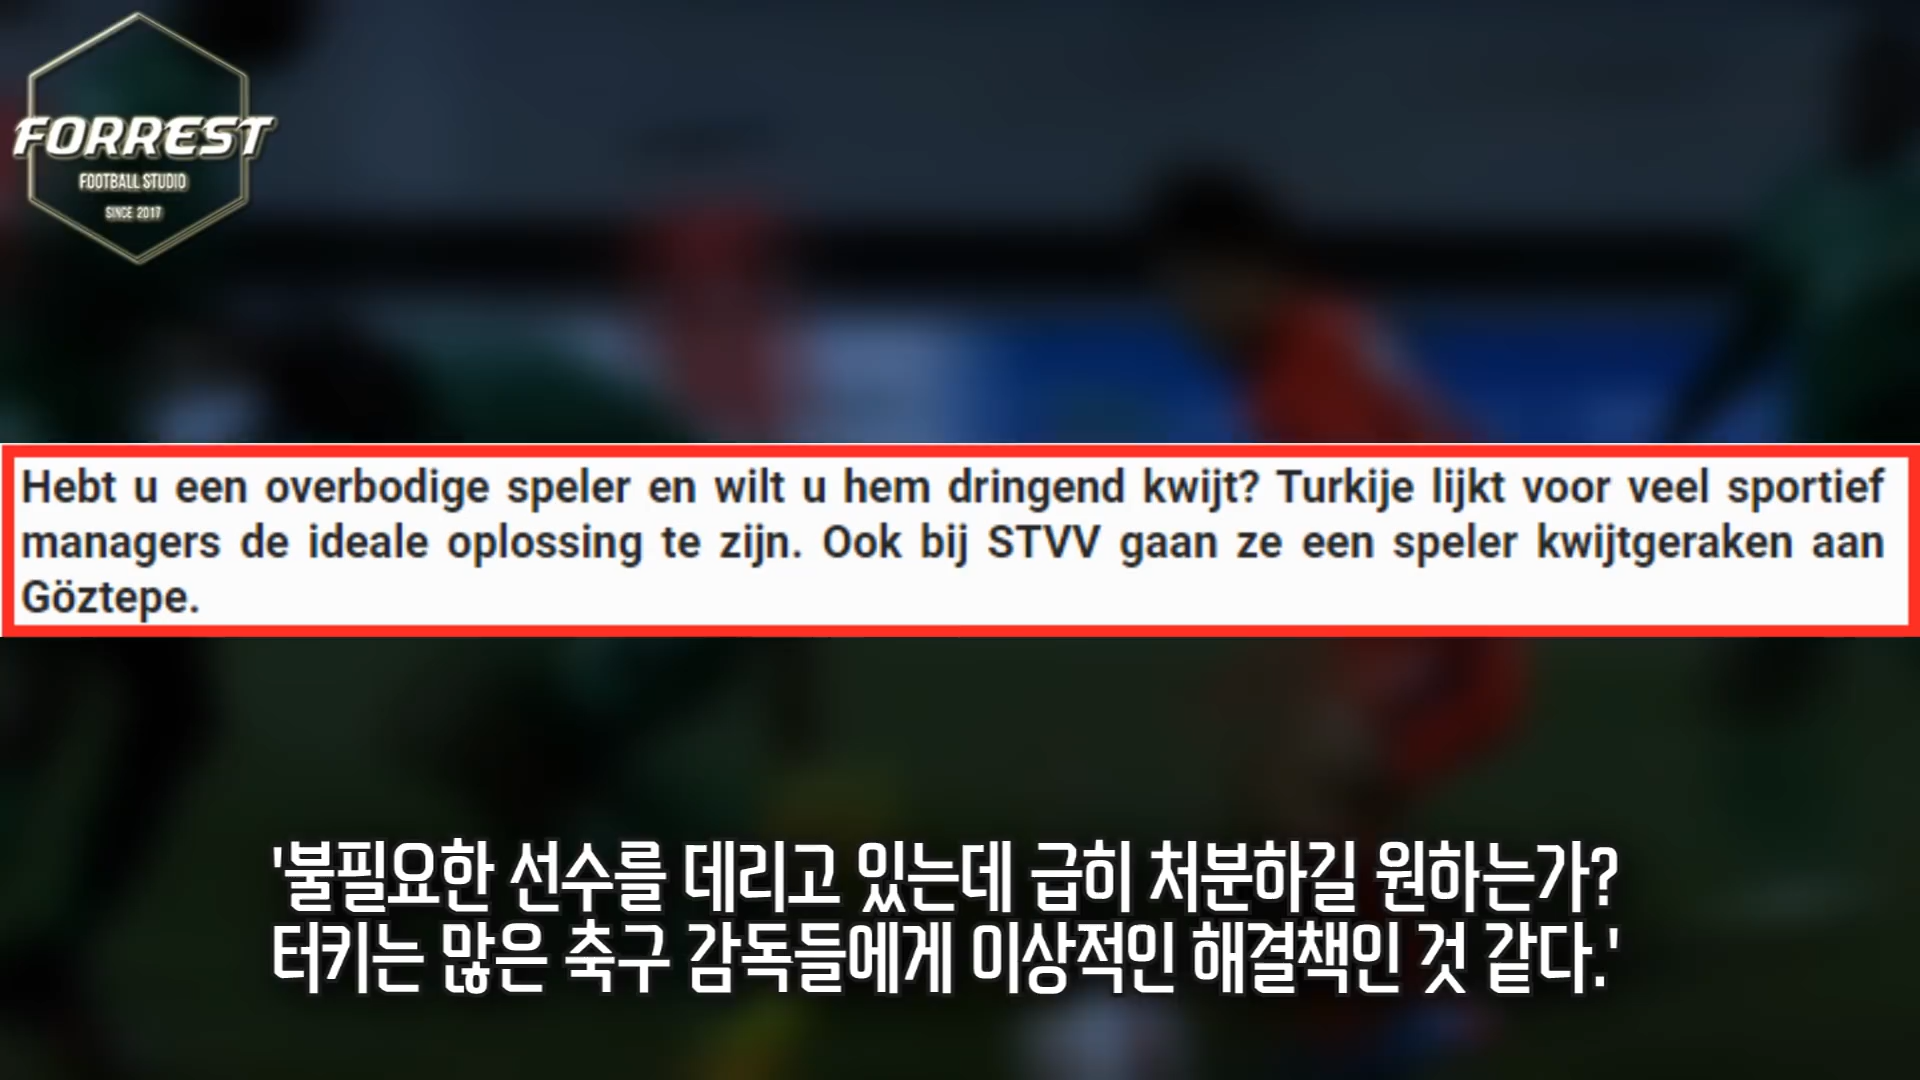 FORREST
FOOTBALL STUDIO
SINCE 2017
Hebt u een overbodige speler en wilt u hem dringend kwijt? Turkije lijkt voor veel sportief
managers de ideale oplossing te zijn. Ook bij STVV gaan ze een speler kwijtgeraken aan
Göztepe.
'불필요한 선수를 데리고 있는데 급히 처분하길 원하는가?
터키는 많은 축구 감독들에게 이상적인 해결책인 것 같다.'